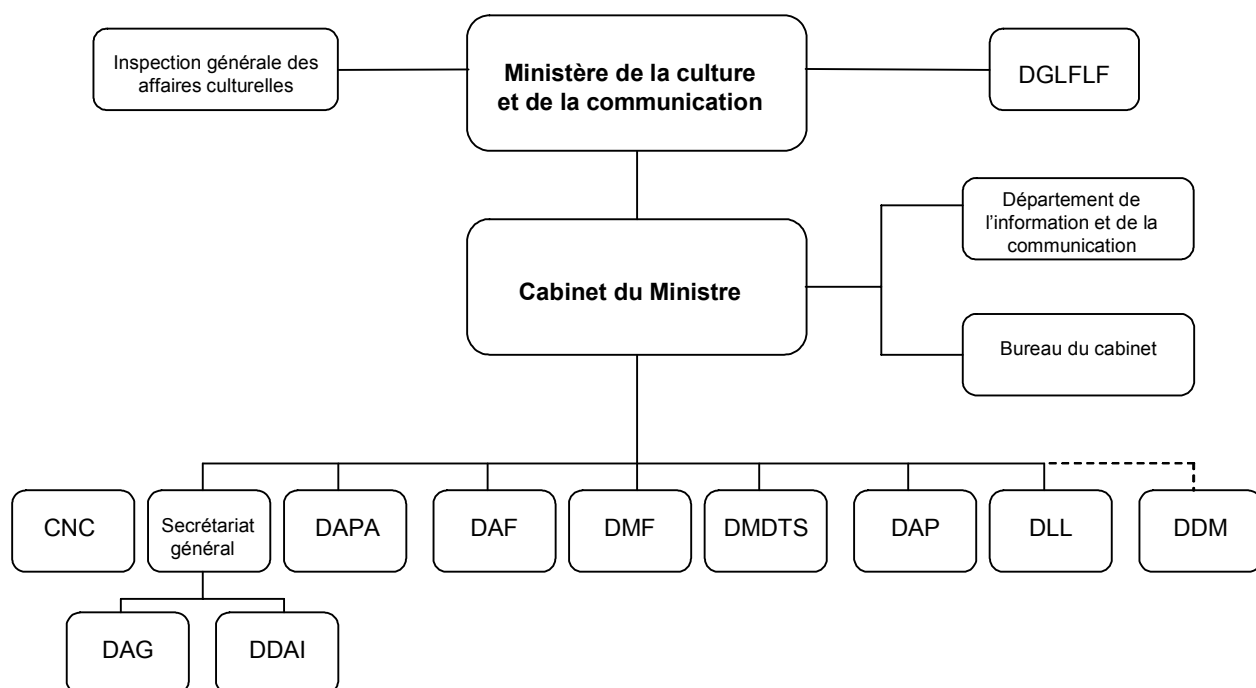 Inspection générale des
affaires culturelles
Ministère de la culture
et de la communication
DGLFLF
Département de
l’information et de la
communication
Cabinet du Ministre
Bureau du cabinet
CNC
Secrétariat
général
DAPA
DAF
DMF
DMDTS
DAP
DLL
DDM
DAG
DDAI